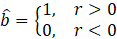 b̂ = {1, r > 0
0, r < 0